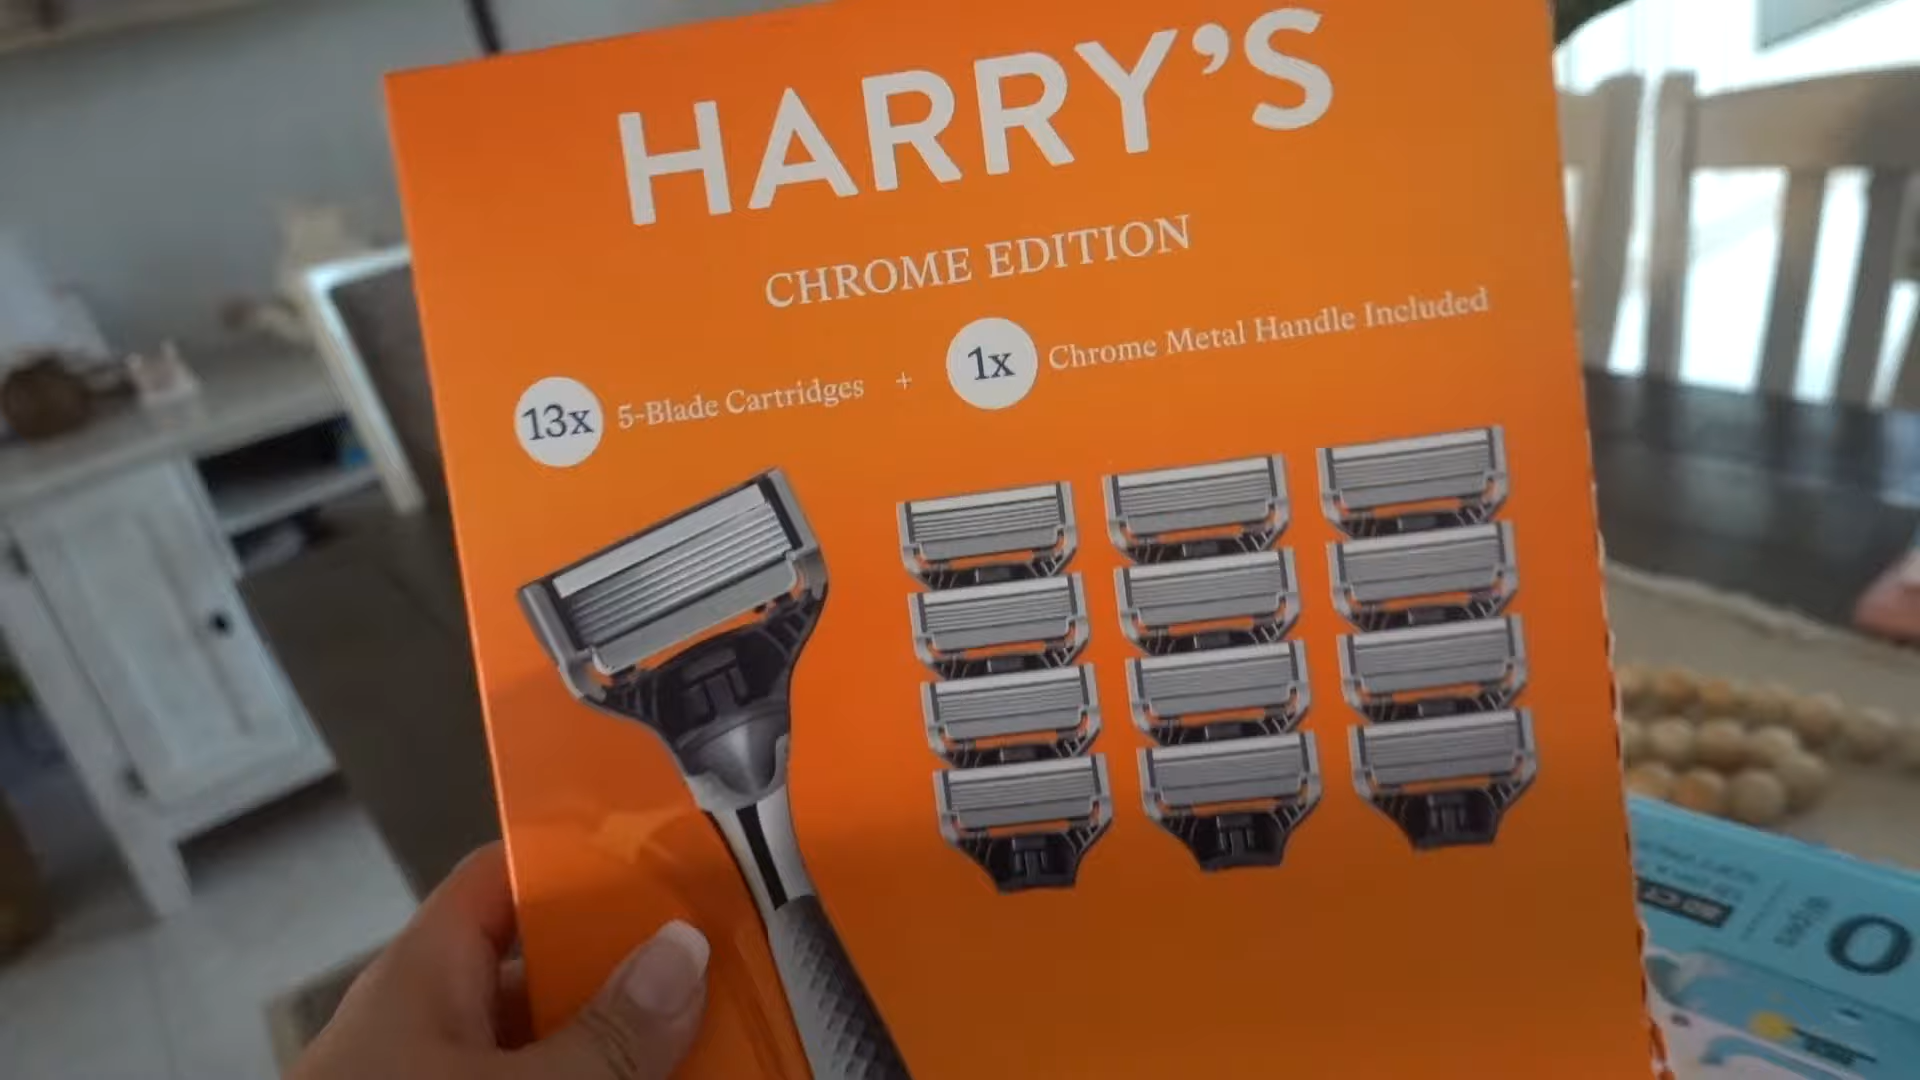 HARRY'S
CHROME EDITION
13x 5-Blade Cartridges + 1x Chrome Metal Handle Included
O